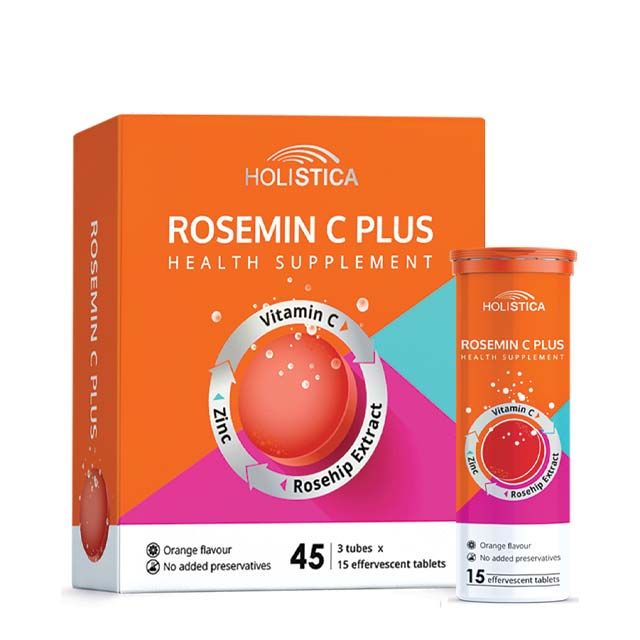 HOLISTICA
ROSEMIN C PLUS
HEALTH SUPPLEMENT
Vitamin C
Zinc
Rosehip Extract
Orange flavour
No added preservatives
45
3 tubes x
15 effervescent tablets
ROSEMIN C PLUS
HOLISTICA
ROSEMIN C PLUS
HEALTH SUPPLEMENT
Vitamin C
Zinc
Rosehip Extract
Orange flavour
No added preservatives
15 effervescent tablets